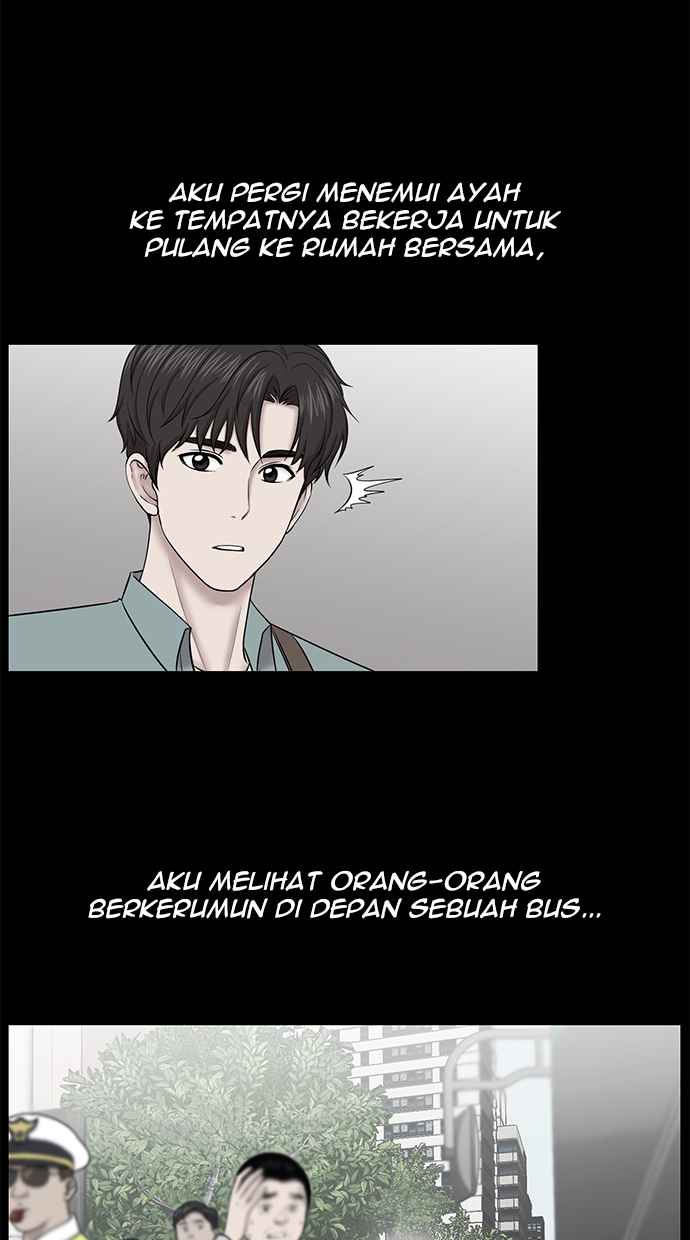 AKU PERGI MENEMUI AYAH
KE TEMPATNYA BEKERJA UNTUK
PULANG KE RUMAH BERSAMA,
AKU MELIHAT ORANG-ORANG
BERKERUMUN DI DEPAN SEBUAH BUS...